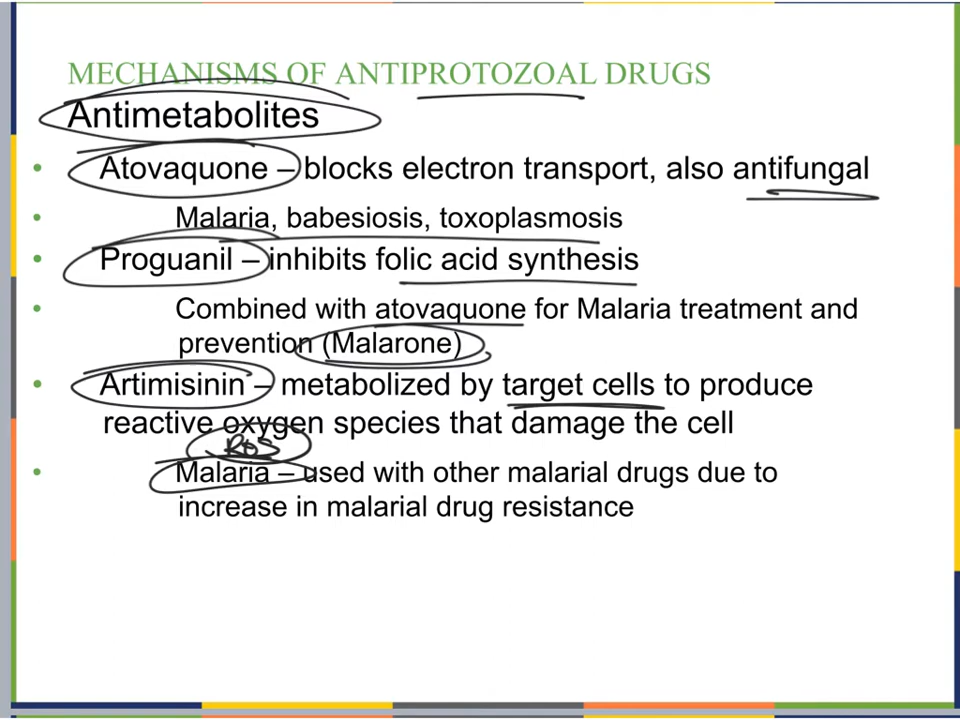 MECHANISMS OF ANTIPROTOZOAL DRUGS
Antimetabolites
• Atovaquone – blocks electron transport, also antifungal
• Malaria, babesiosis, toxoplasmosis
• Proguanil – inhibits folic acid synthesis
• Combined with atovaquone for Malaria treatment and
prevention (Malarone)
• Artimisinin – metabolized by target cells to produce
reactive oxygen species that damage the cell
ROS
• Malaria – used with other malarial drugs due to
increase in malarial drug resistance